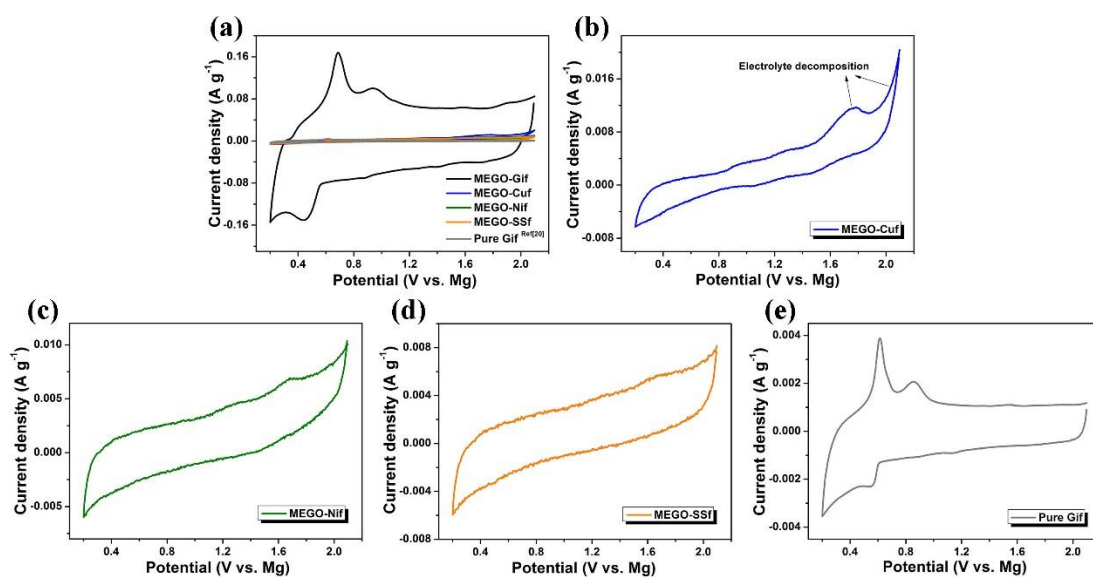 (a)
Current density (A g⁻¹)
0.16
0.08
0.00
-0.08
-0.16
MEGO-Gif
MEGO-Cuf
MEGO-Nif
MEGO-SSf
Pure Gif Ref[20]
0.4 0.8 1.2 1.6 2.0
Potential (V vs. Mg)
(b)
Current density (A g⁻¹)
0.016
0.008
0.000
-0.008
Electrolyte decomposition
MEGO-Cuf
0.4 0.8 1.2 1.6 2.0
Potential (V vs. Mg)
(c)
Current density (A g⁻¹)
0.010
0.005
0.000
-0.005
MEGO-Nif
0.4 0.8 1.2 1.6 2.0
Potential (V vs. Mg)
(d)
Current density (A g⁻¹)
0.008
0.004
0.000
-0.004
-0.008
MEGO-SSf
0.4 0.8 1.2 1.6 2.0
Potential (V vs. Mg)
(e)
Current density (A g⁻¹)
0.004
0.002
0.000
-0.002
-0.004
Pure Gif
0.4 0.8 1.2 1.6 2.0
Potential (V vs. Mg)